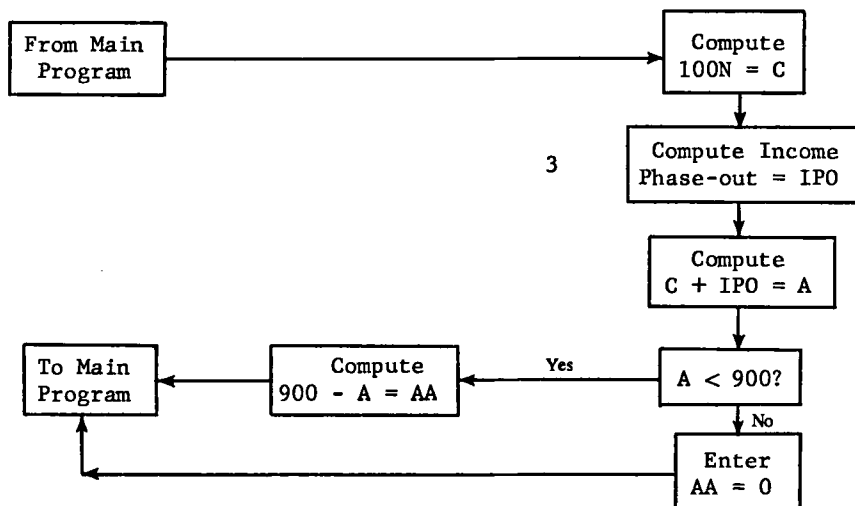 From Main
Program
Compute
100N = C
3
Compute Income
Phase-out = IPO
Compute
C + IPO = A
A < 900?
Yes
Compute
900 - A = AA
To Main
Program
No
Enter
AA = 0